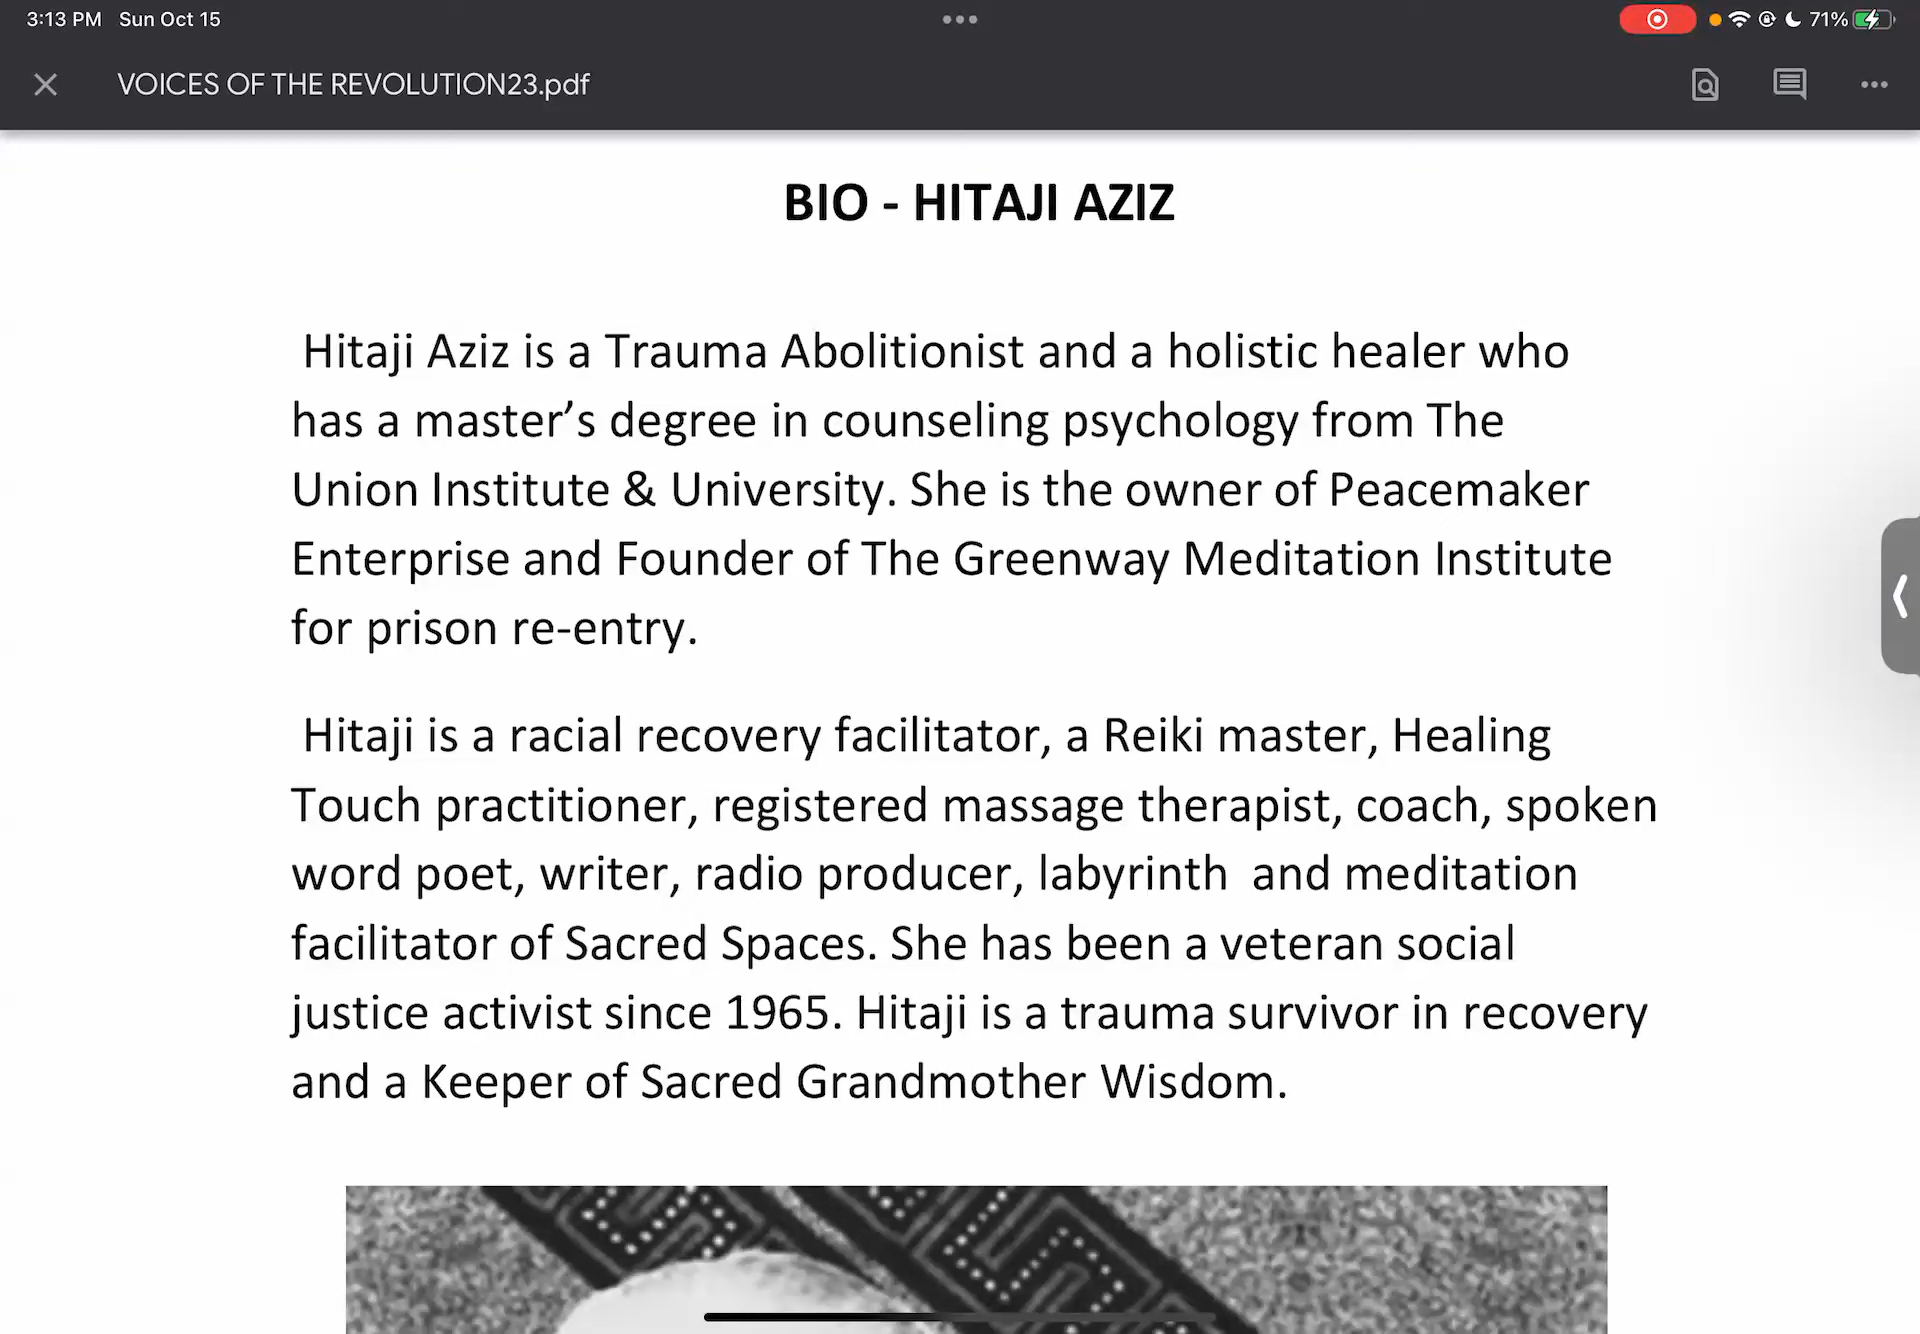 3:13 PM Sun Oct 15
71%
VOICES OF THE REVOLUTION23.pdf
BIO - HITAJI AZIZ
Hitaji Aziz is a Trauma Abolitionist and a holistic healer who
has a master’s degree in counseling psychology from The
Union Institute & University. She is the owner of Peacemaker
Enterprise and Founder of The Greenway Meditation Institute
for prison re-entry.
Hitaji is a racial recovery facilitator, a Reiki master, Healing
Touch practitioner, registered massage therapist, coach, spoken
word poet, writer, radio producer, labyrinth and meditation
facilitator of Sacred Spaces. She has been a veteran social
justice activist since 1965. Hitaji is a trauma survivor in recovery
and a Keeper of Sacred Grandmother Wisdom.